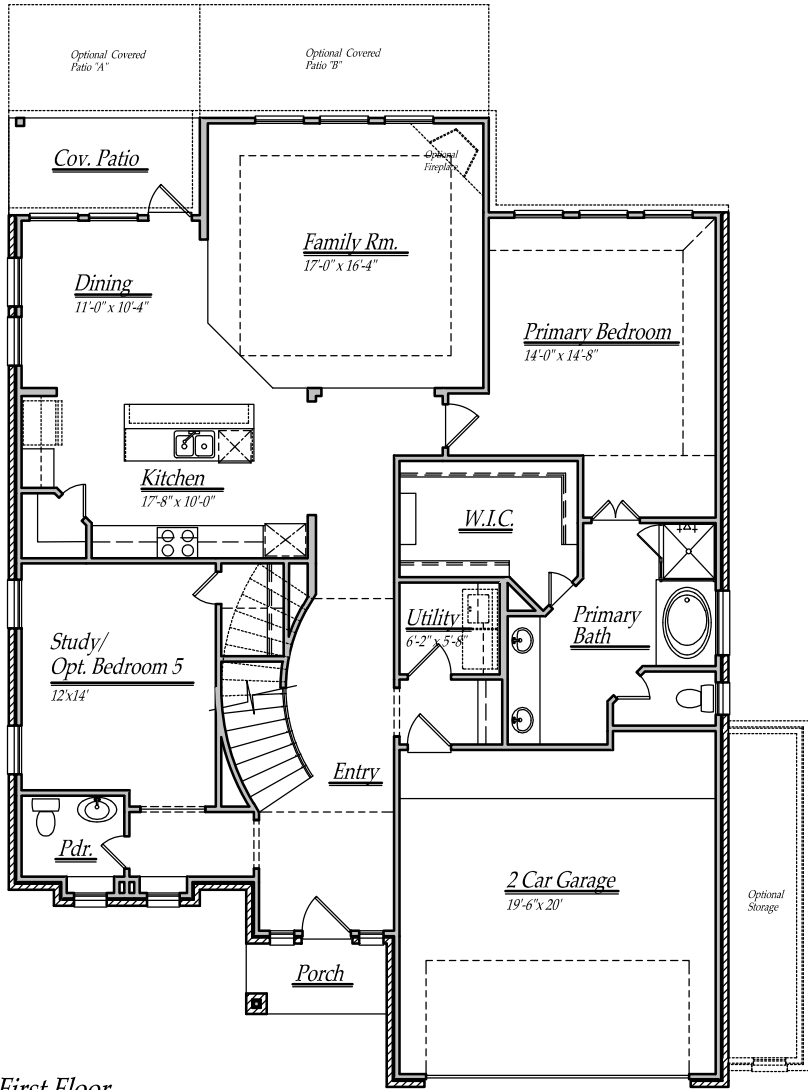 Optional Covered
Patio "A"
Optional Covered
Patio "B"
Cov. Patio
Optional
Fireplace
Family Rm.
17'-0" x 16'-4"
Dining
11'-0" x 10'-4"
Primary Bedroom
14'-0" x 14'-8"
Kitchen
17'-8" x 10'-0"
W.I.C.
Utility
6'-2" x 5'-8"
Primary
Bath
Study/
Opt. Bedroom 5
12'x14'
Entry
Pdr.
2 Car Garage
19'-6"x 20'
Optional
Storage
Porch
First Floor